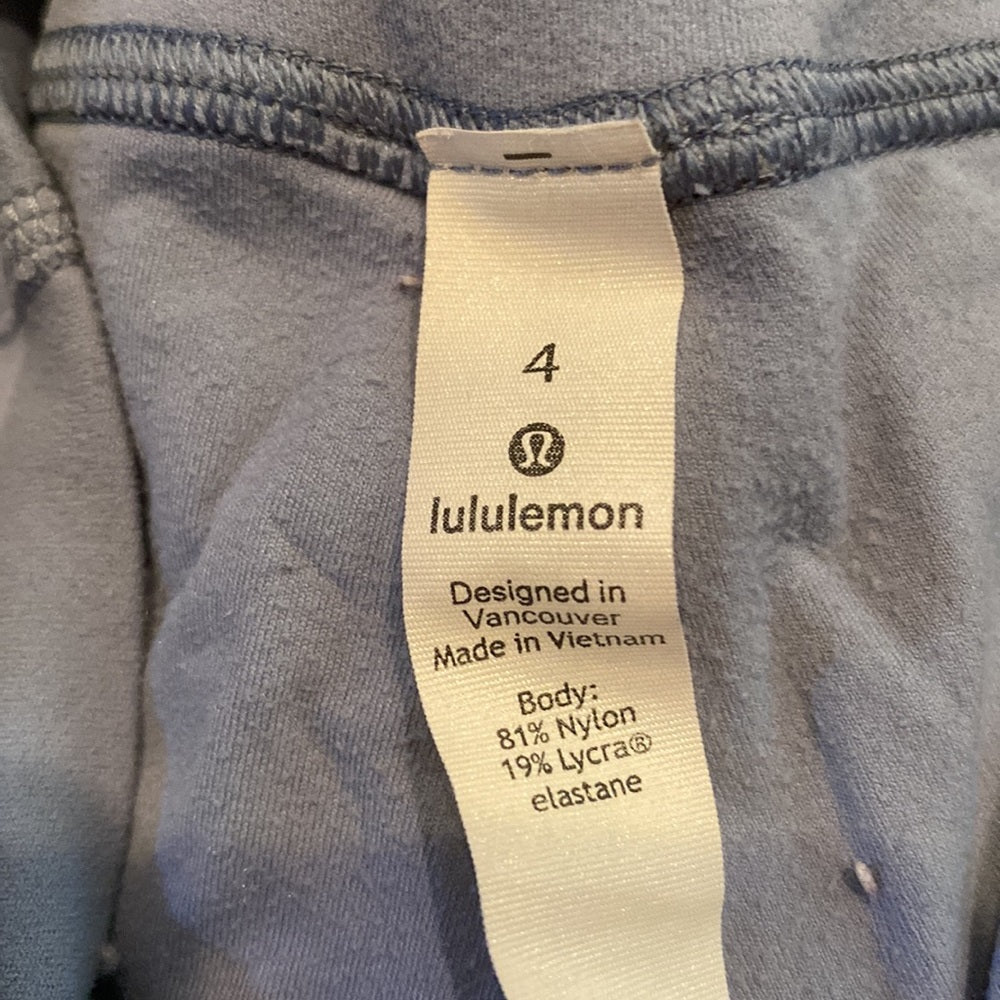 4
lululemon
Designed in
Vancouver
Made in Vietnam
Body:
81% Nylon
19% Lycra®
elastane